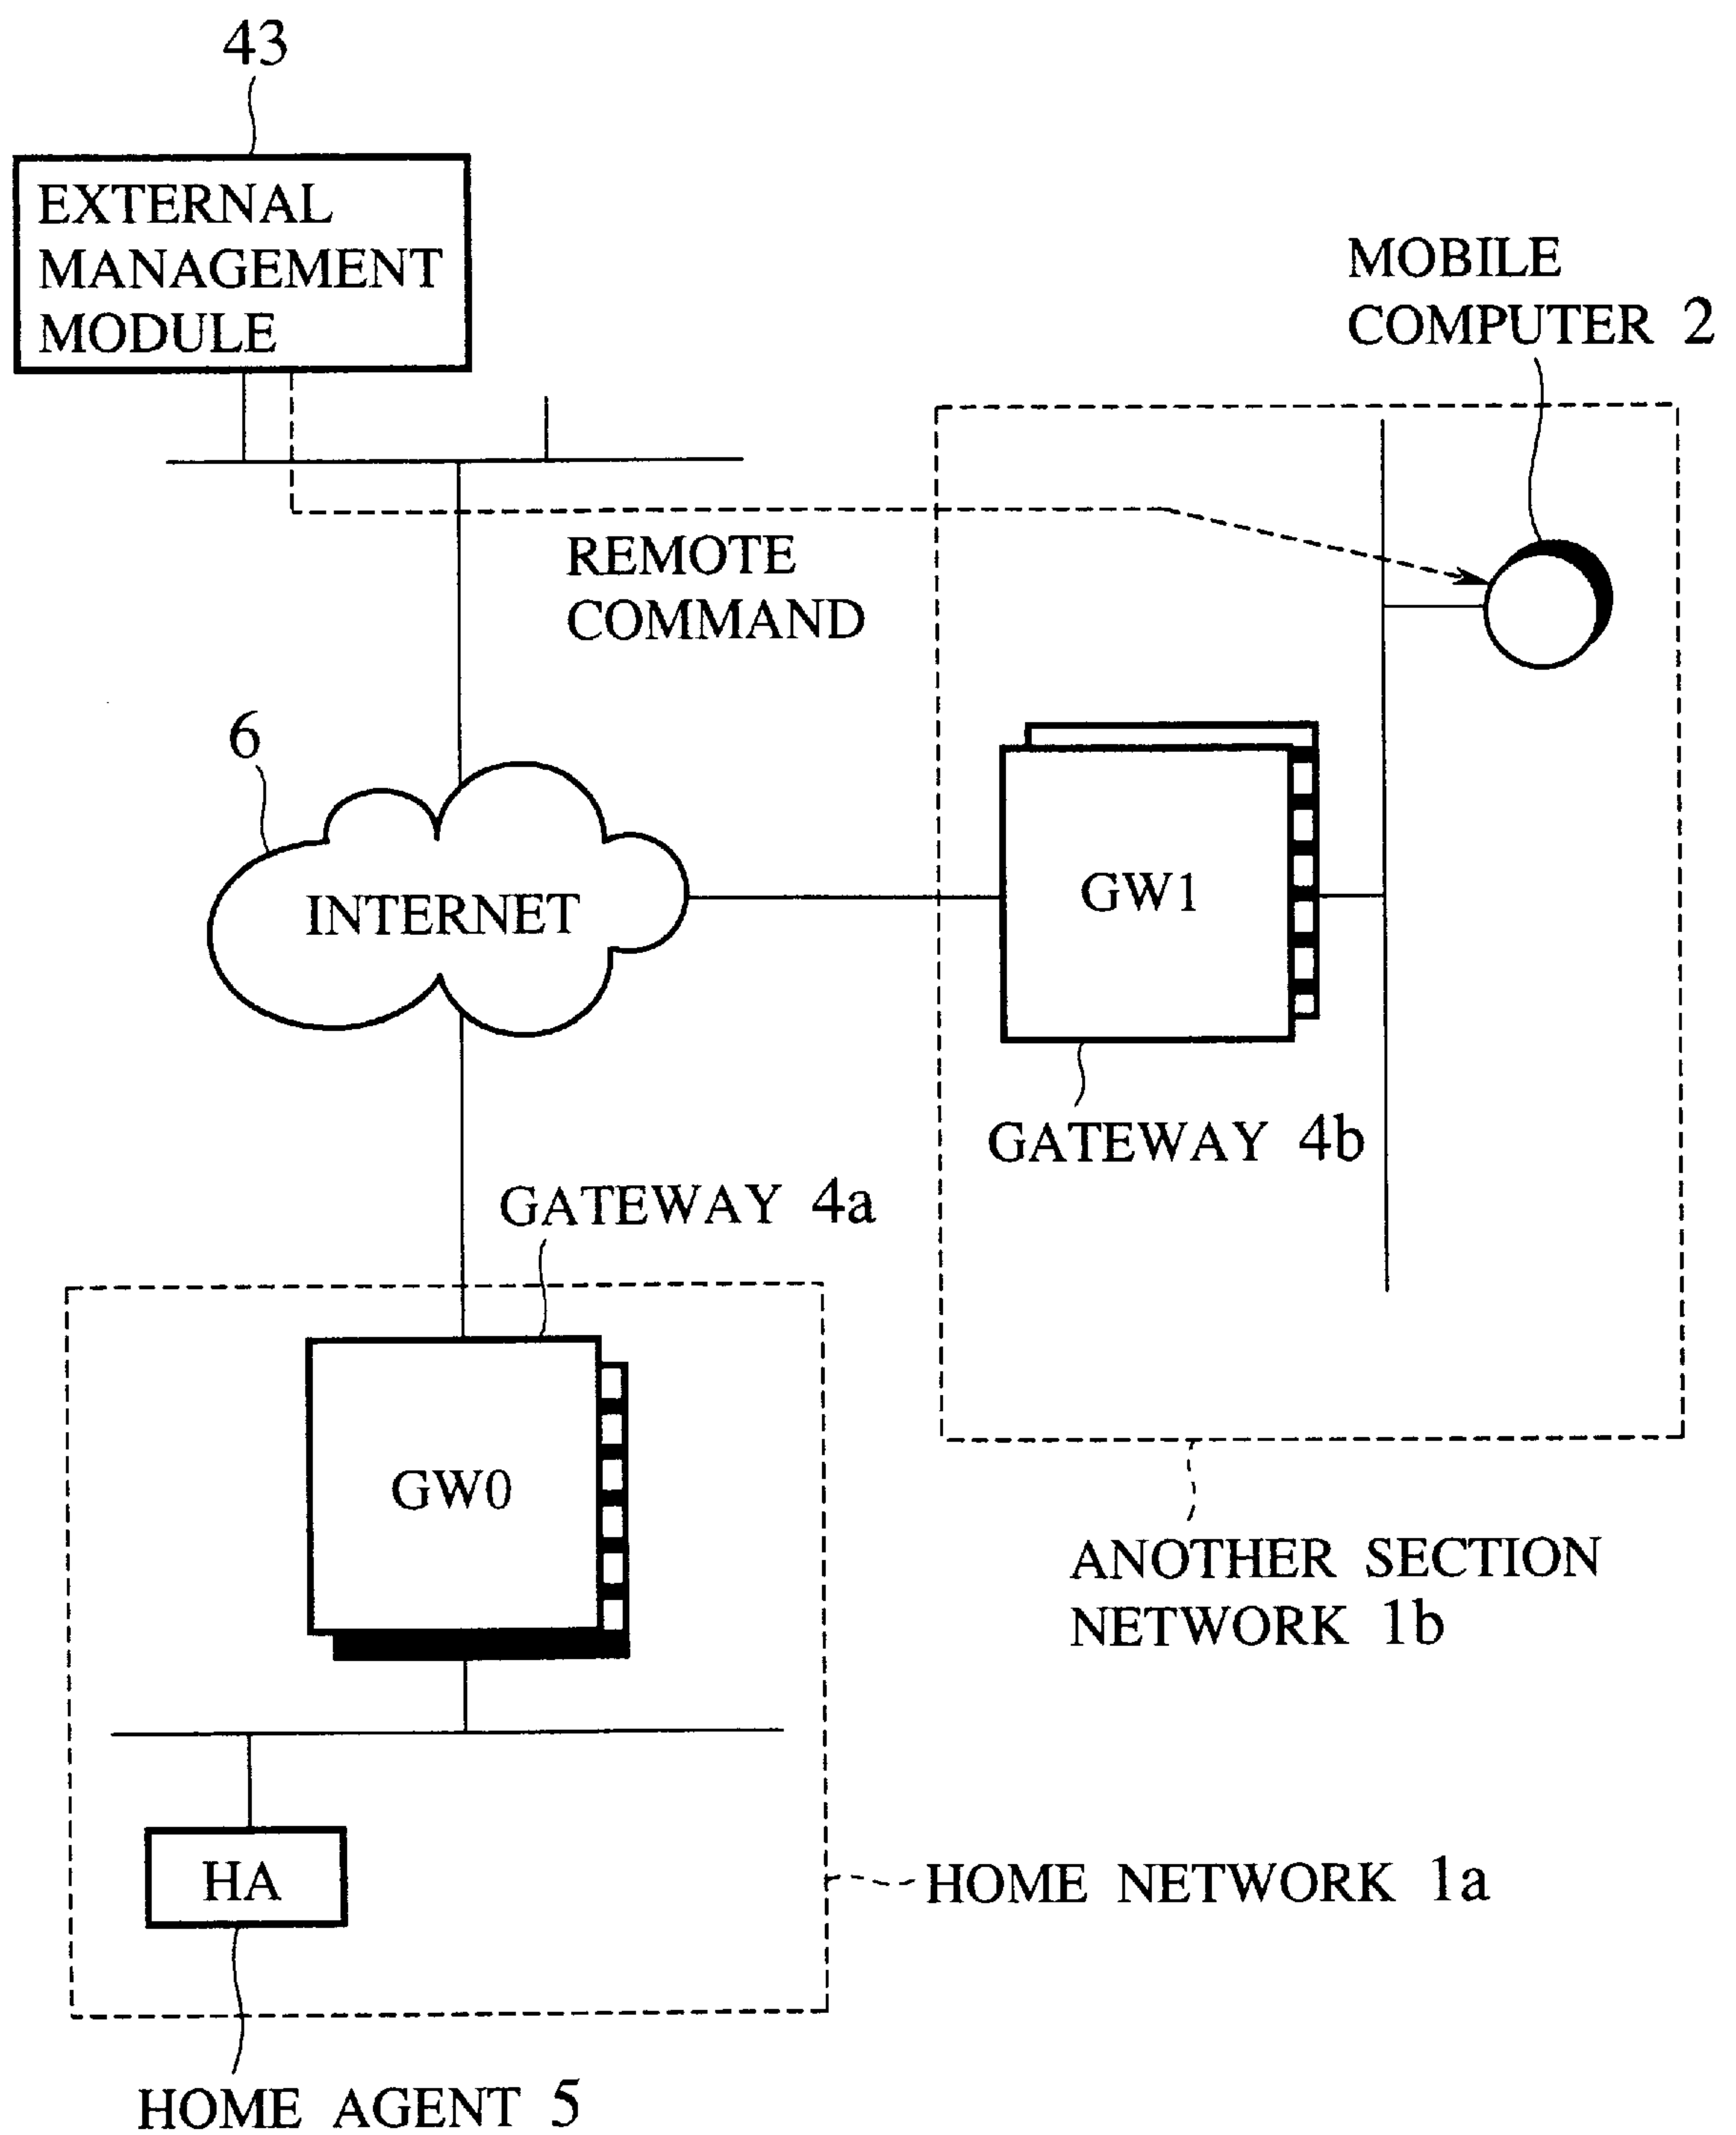 43
EXTERNAL
MANAGEMENT
MODULE
MOBILE
COMPUTER 2
REMOTE
COMMAND
6
INTERNET
GW1
GATEWAY 4b
GATEWAY 4a
GW0
ANOTHER SECTION
NETWORK 1b
HA
HOME NETWORK 1a
HOME AGENT 5